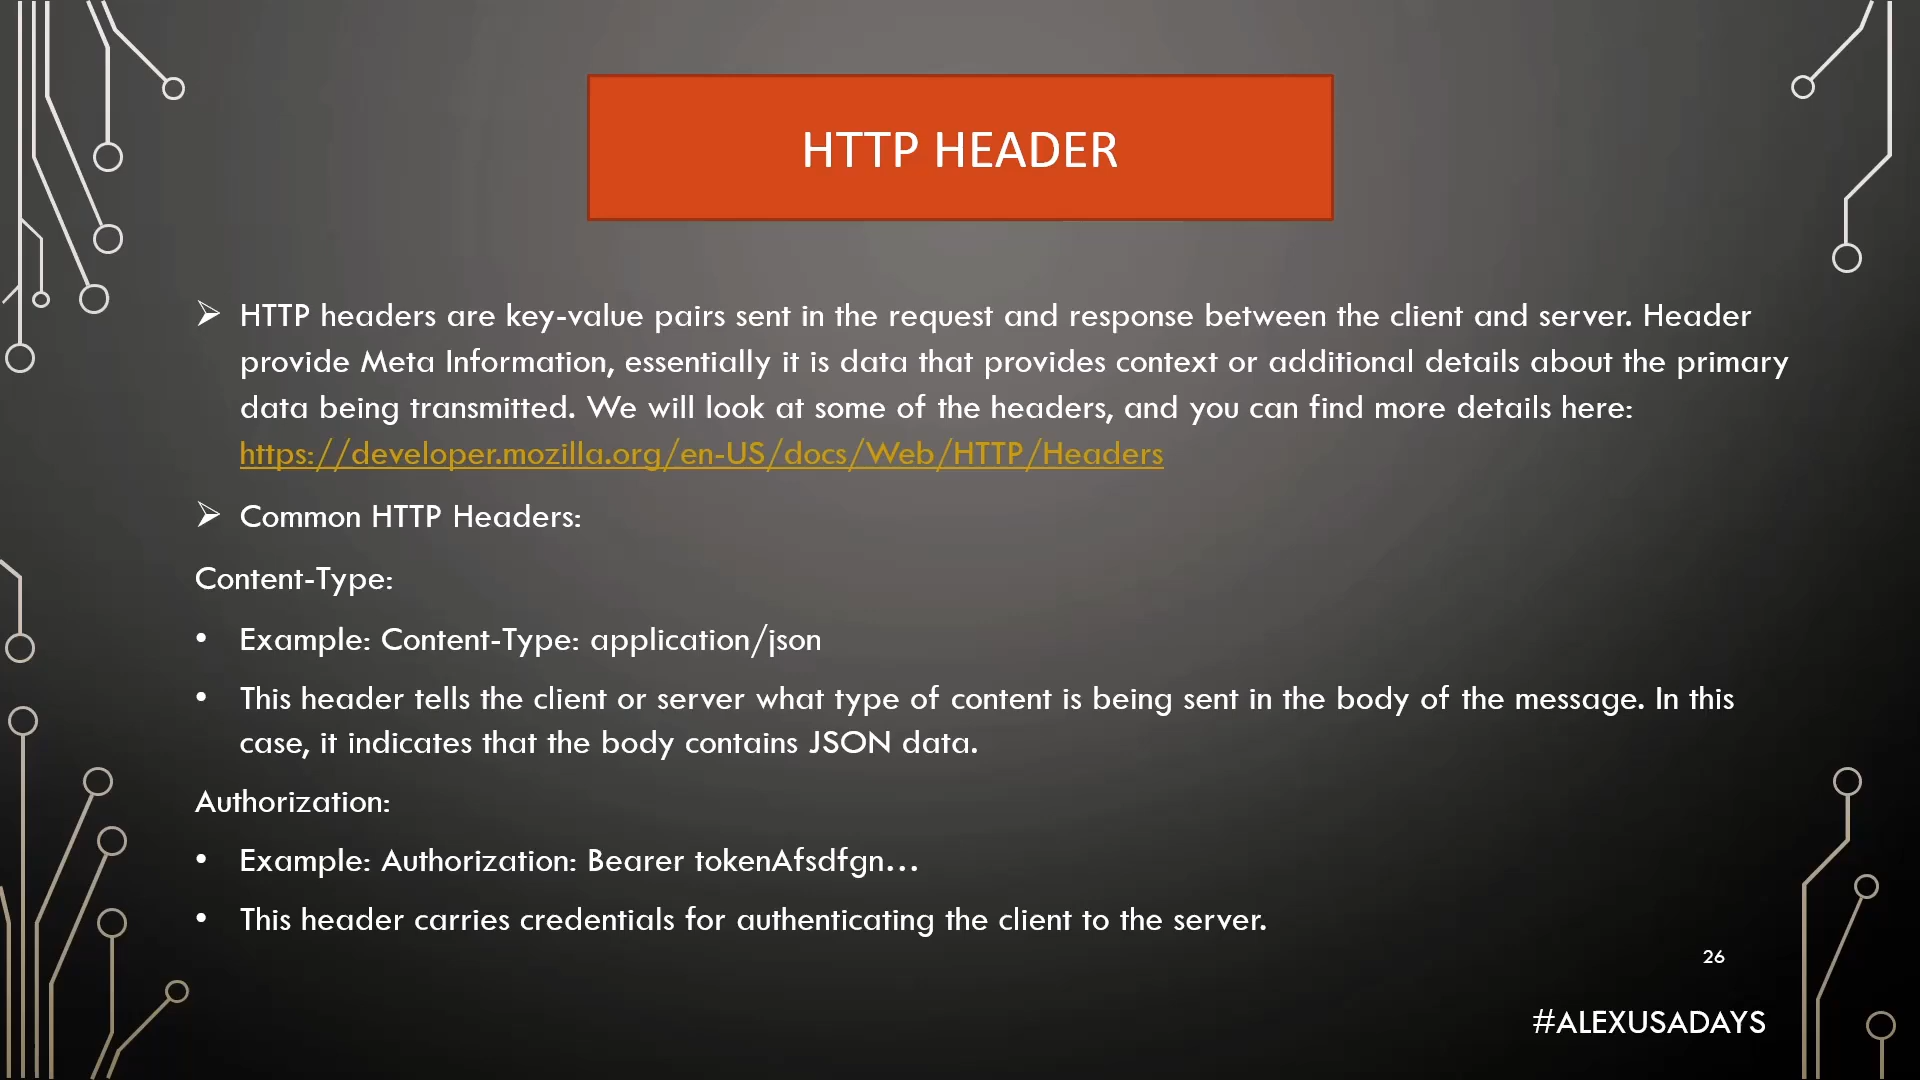 HTTP HEADER
➢ HTTP headers are key-value pairs sent in the request and response between the client and server. Header
provide Meta Information, essentially it is data that provides context or additional details about the primary
data being transmitted. We will look at some of the headers, and you can find more details here:
https://developer.mozilla.org/en-US/docs/Web/HTTP/Headers
➢ Common HTTP Headers:
Content-Type:
• Example: Content-Type: application/json
• This header tells the client or server what type of content is being sent in the body of the message. In this
case, it indicates that the body contains JSON data.
Authorization:
• Example: Authorization: Bearer tokenAfsdfgn…
• This header carries credentials for authenticating the client to the server.
26
#ALEXUSADAYS